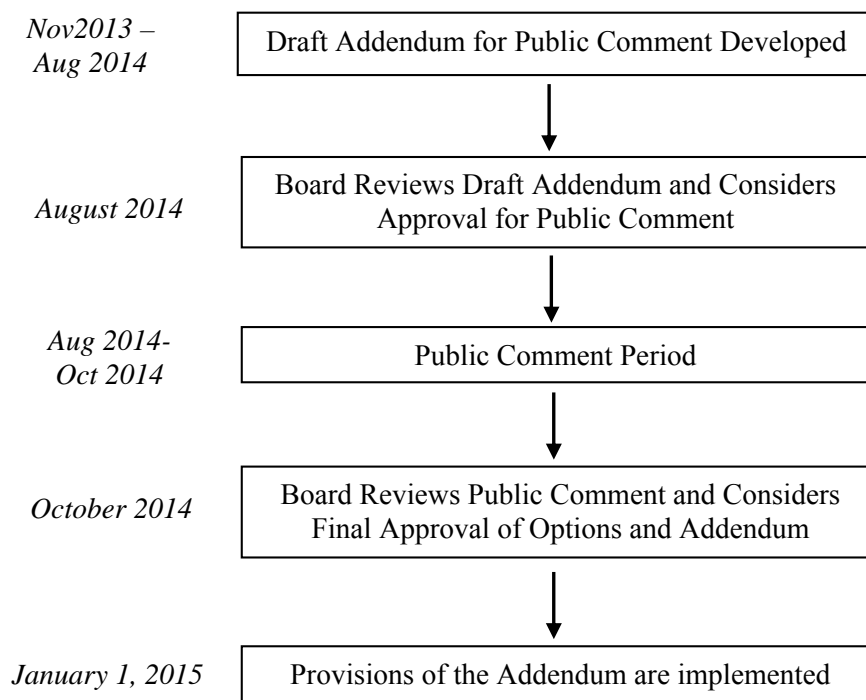 Nov2013 –
Aug 2014
Draft Addendum for Public Comment Developed
August 2014
Board Reviews Draft Addendum and Considers
Approval for Public Comment
Aug 2014-
Oct 2014
Public Comment Period
October 2014
Board Reviews Public Comment and Considers
Final Approval of Options and Addendum
January 1, 2015
Provisions of the Addendum are implemented